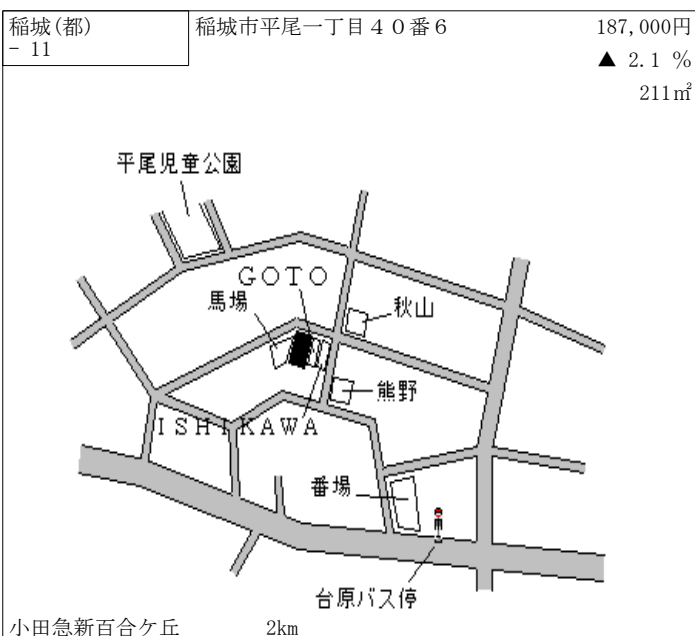 稲城(都)
- 11
稲城市平尾一丁目４０番６
187,000円
▲ 2.1 %
211㎡
平尾児童公園
ＧＯＴＯ
馬場
秋山
熊野
ＩＳＨＩＫＡＷＡ
番場
台原バス停
小田急新百合ケ丘 2km